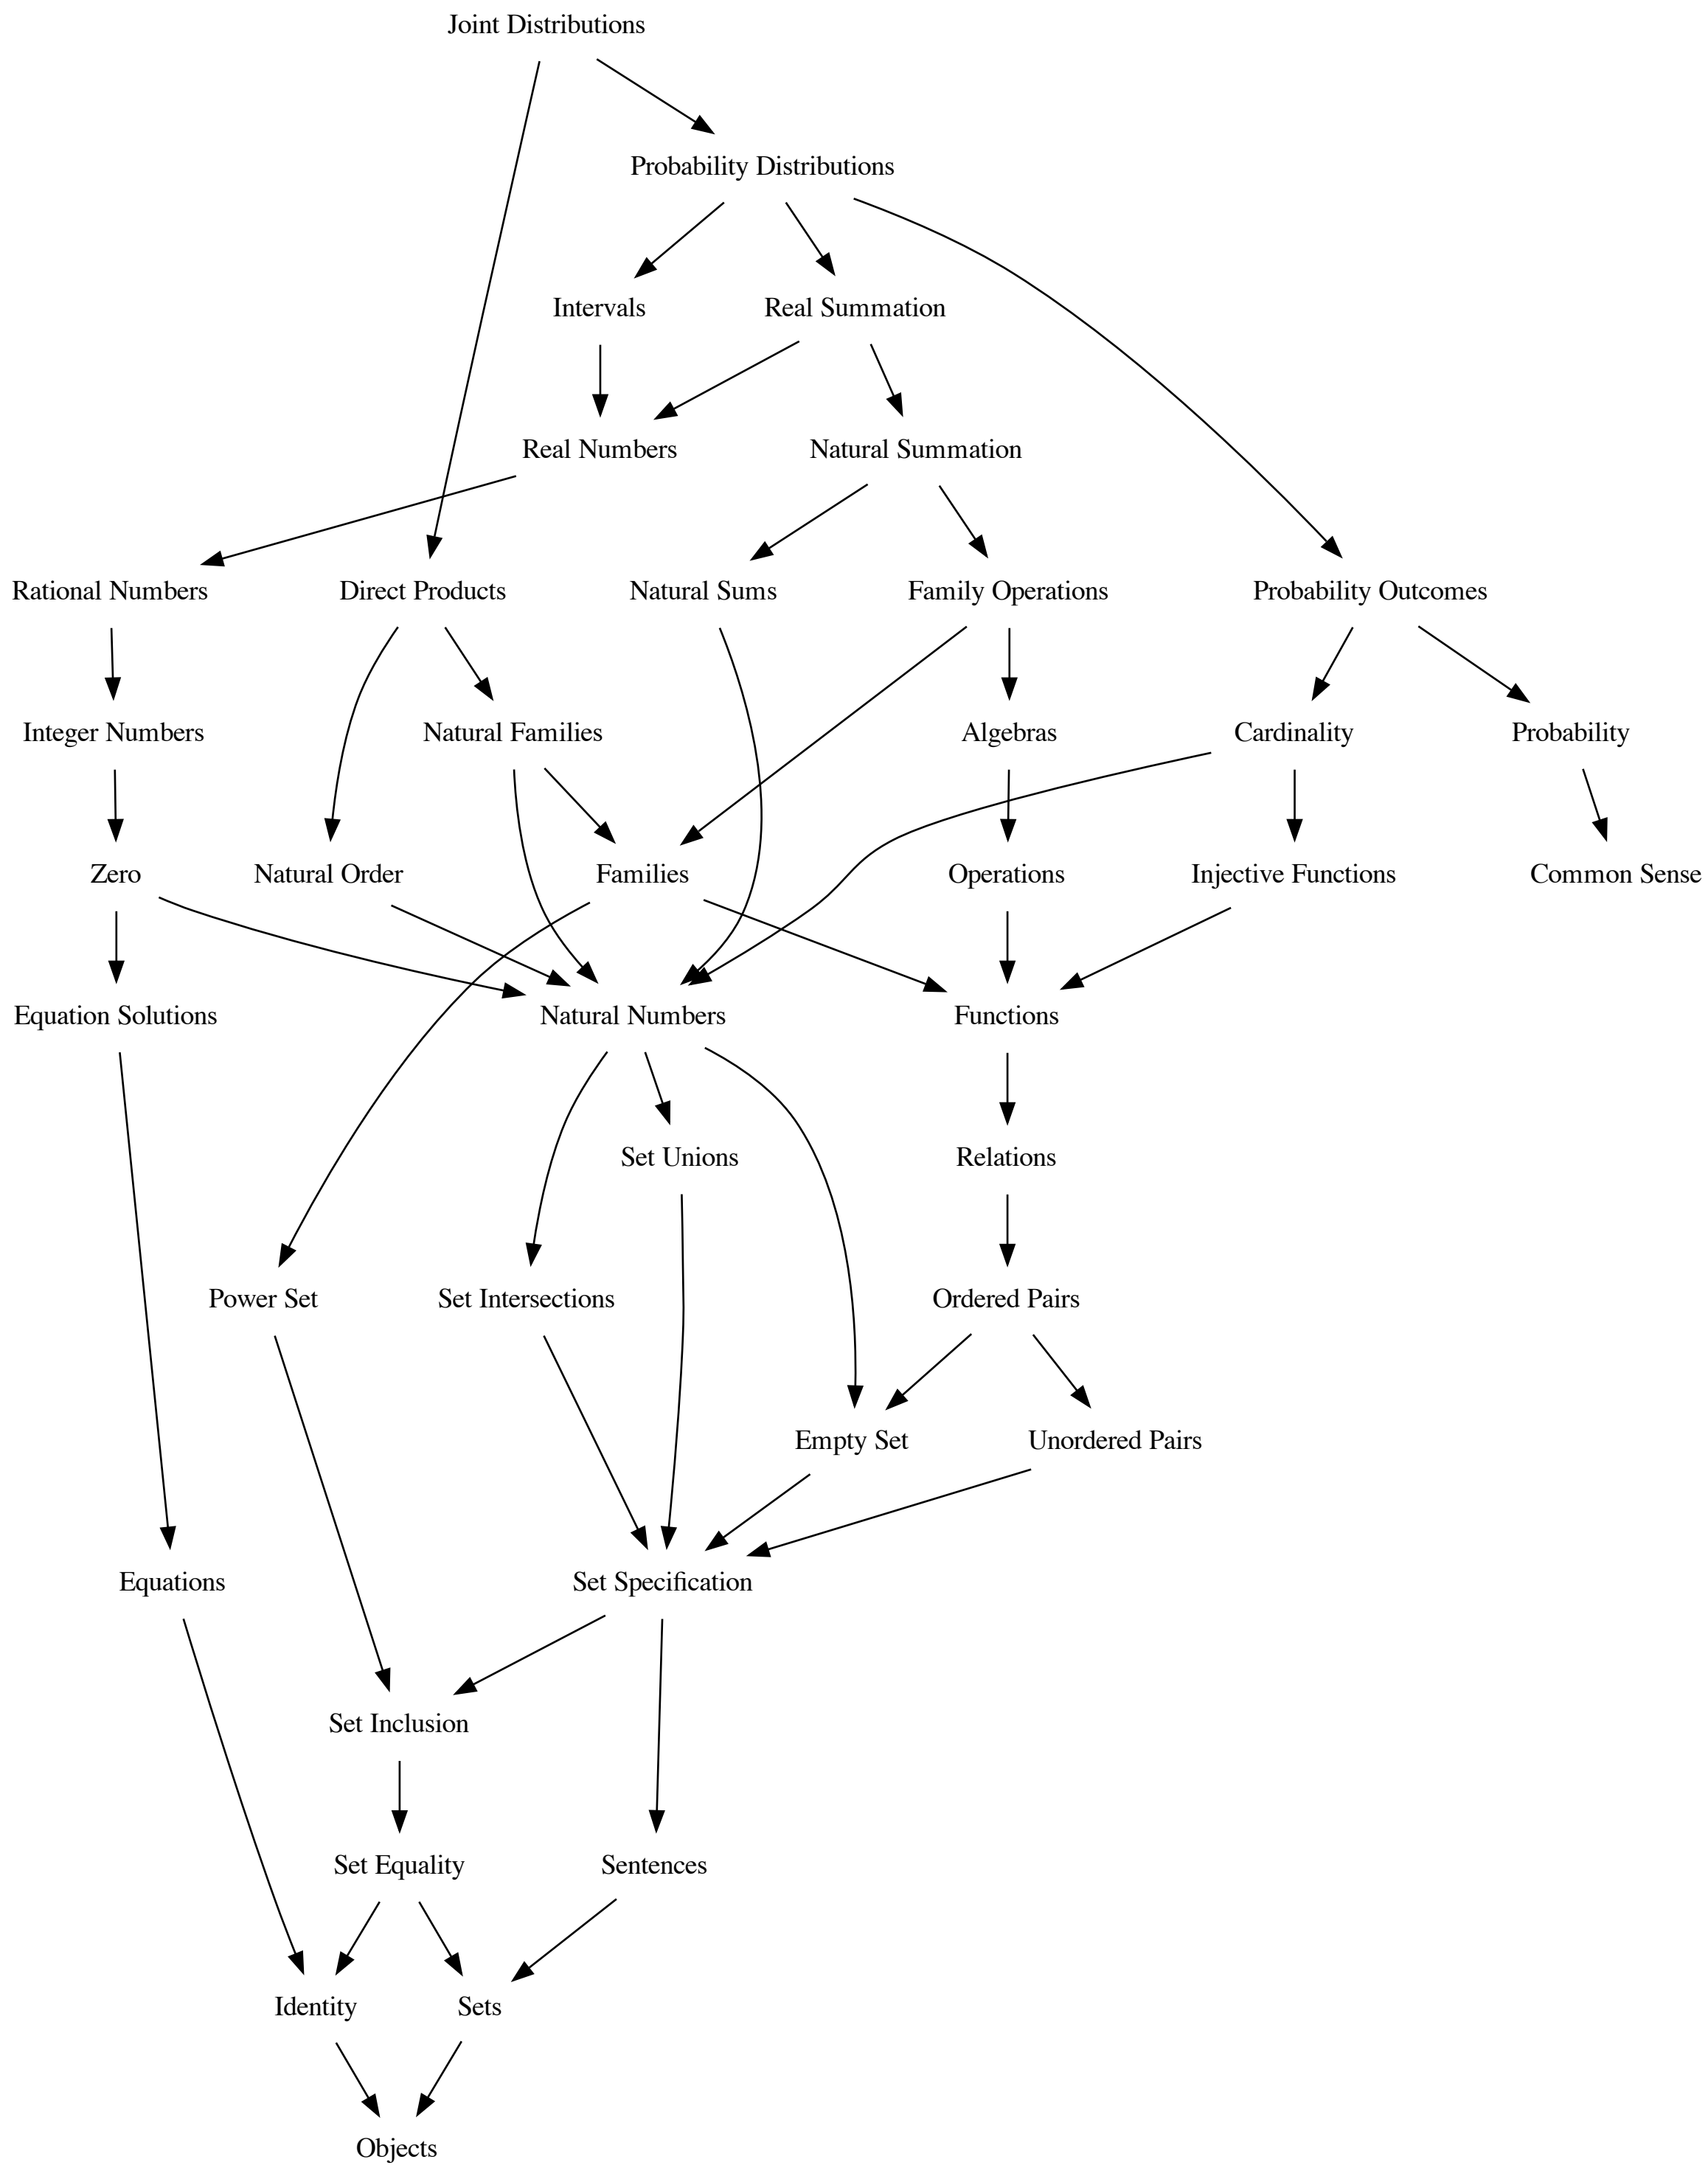 Joint Distributions
Probability Distributions
Intervals
Real Summation
Real Numbers
Natural Summation
Rational Numbers
Direct Products
Natural Sums
Family Operations
Probability Outcomes
Integer Numbers
Natural Families
Algebras
Cardinality
Probability
Zero
Natural Order
Families
Operations
Injective Functions
Common Sense
Equation Solutions
Natural Numbers
Functions
Set Unions
Relations
Power Set
Set Intersections
Ordered Pairs
Empty Set
Unordered Pairs
Equations
Set Specification
Set Inclusion
Set Equality
Sentences
Identity
Sets
Objects